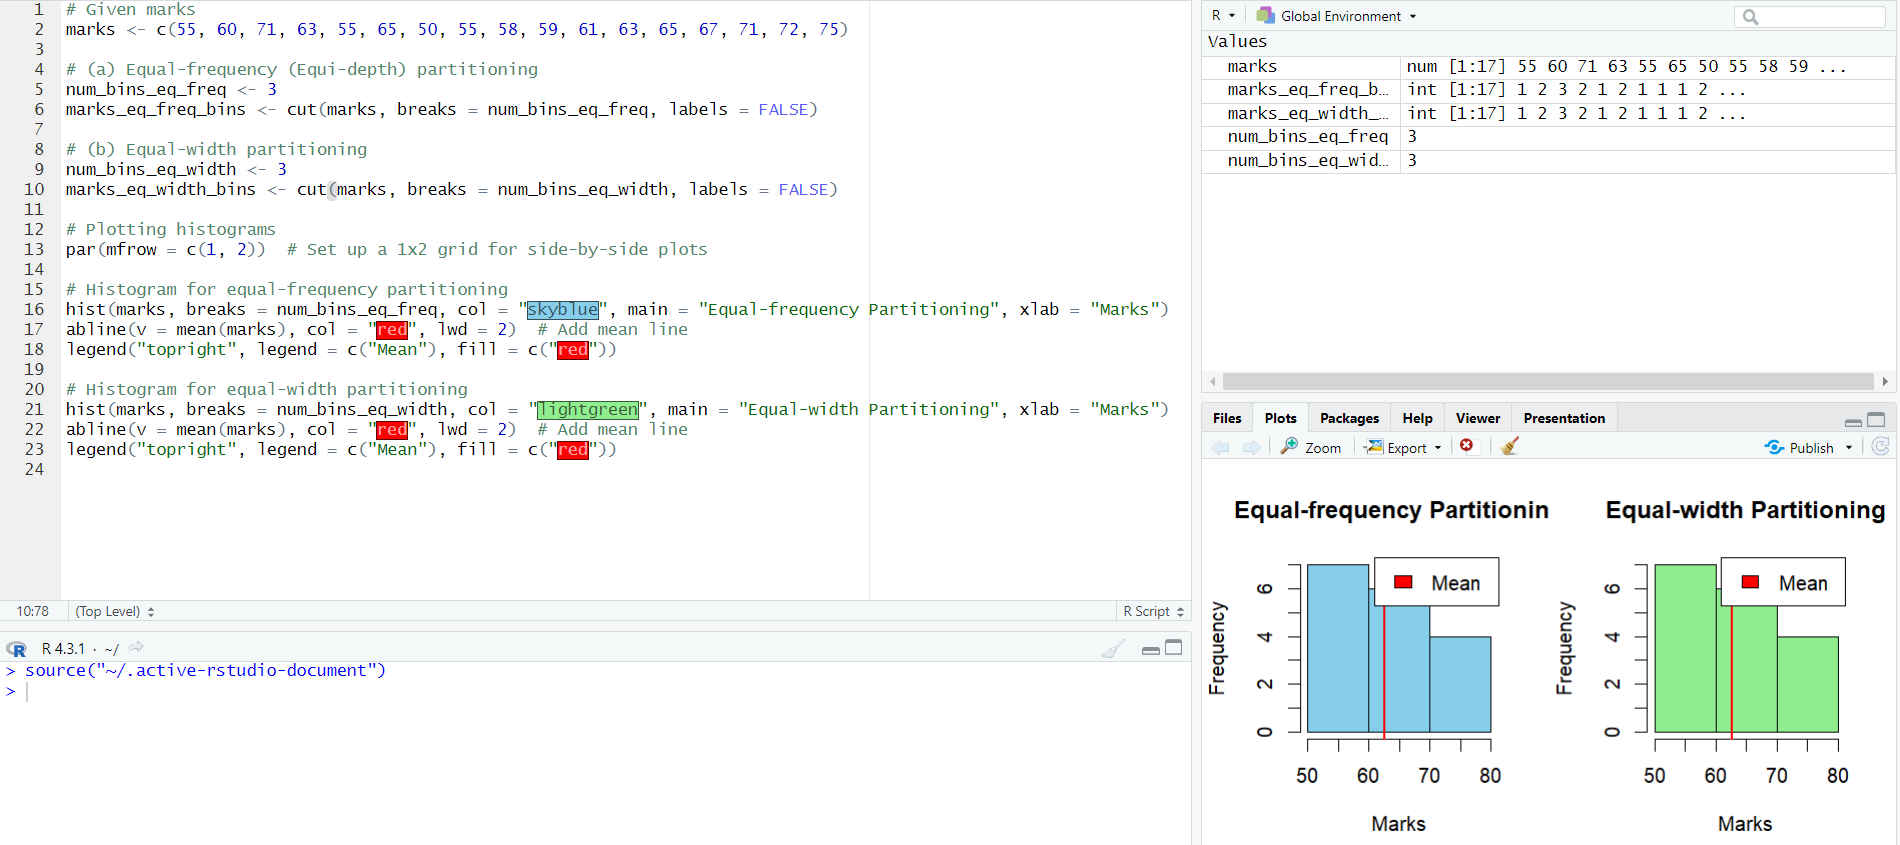 1 # Given marks
2 marks <- c(55, 60, 71, 63, 55, 65, 50, 55, 58, 59, 61, 63, 65, 67, 71, 72, 75)
3
4 # (a) Equal-frequency (Equi-depth) partitioning
5 num_bins_eq_freq <- 3
6 marks_eq_freq_bins <- cut(marks, breaks = num_bins_eq_freq, labels = FALSE)
7
8 # (b) Equal-width partitioning
9 num_bins_eq_width <- 3
10 marks_eq_width_bins <- cut(marks, breaks = num_bins_eq_width, labels = FALSE)
11
12 # Plotting histograms
13 par(mfrow = c(1, 2))  # Set up a 1x2 grid for side-by-side plots
14
15 # Histogram for equal-frequency partitioning
16 hist(marks, breaks = num_bins_eq_freq, col = "skyblue", main = "Equal-frequency Partitioning", xlab = "Marks")
17 abline(v = mean(marks), col = "red", lwd = 2)  # Add mean line
18 legend("topright", legend = c("Mean"), fill = c("red"))
19
20 # Histogram for equal-width partitioning
21 hist(marks, breaks = num_bins_eq_width, col = "lightgreen", main = "Equal-width Partitioning", xlab = "Marks")
22 abline(v = mean(marks), col = "red", lwd = 2)  # Add mean line
23 legend("topright", legend = c("Mean"), fill = c("red"))
24
10:78 (Top Level) R Script
R R 4.3.1 · ~/
> source("~/.active-rstudio-document")
>
R Global Environment
Values
marks num [1:17] 55 60 71 63 55 65 50 55 58 59 ...
marks_eq_freq_b… int [1:17] 1 2 3 2 1 2 1 1 1 2 ...
marks_eq_width_… int [1:17] 1 2 3 2 1 2 1 1 1 2 ...
num_bins_eq_freq 3
num_bins_eq_wid… 3
Files Plots Packages Help Viewer Presentation
Zoom Export Publish
Equal-frequency Partitionin
Mean
Frequency
0 2 4 6
50 60 70 80
Marks
Equal-width Partitioning
Mean
Frequency
0 2 4 6
50 60 70 80
Marks